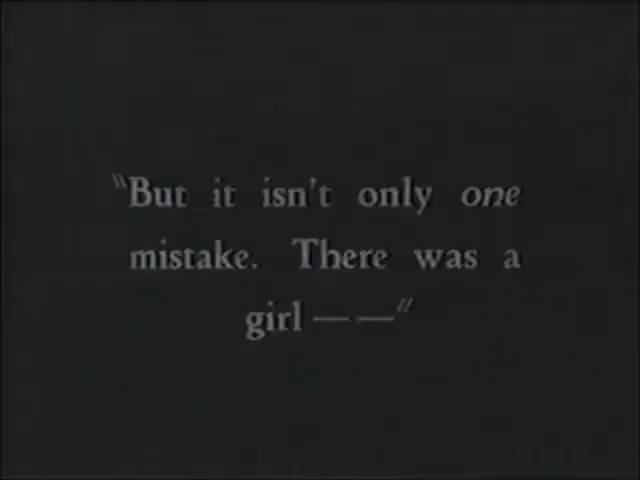 "But it isn't only one
mistake. There was a
girl — —"